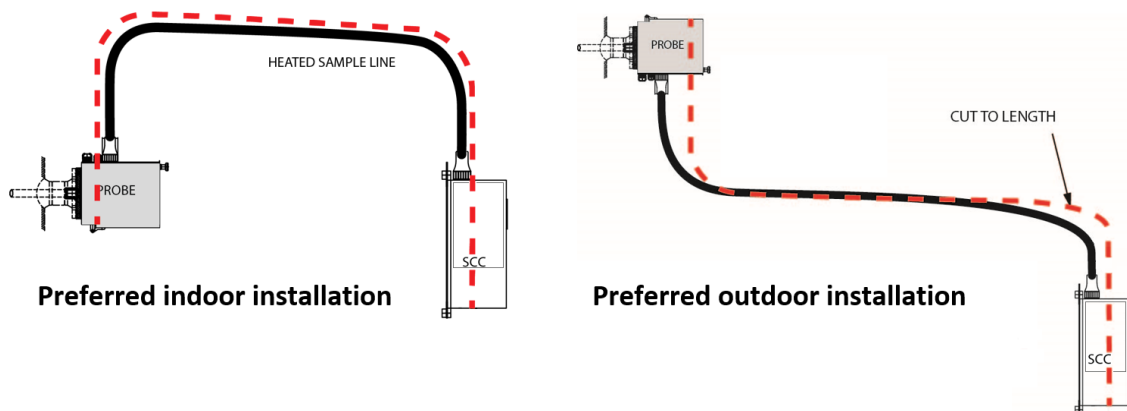 HEATED SAMPLE LINE
PROBE
SCC
Preferred indoor installation
PROBE
CUT TO LENGTH
SCC
Preferred outdoor installation